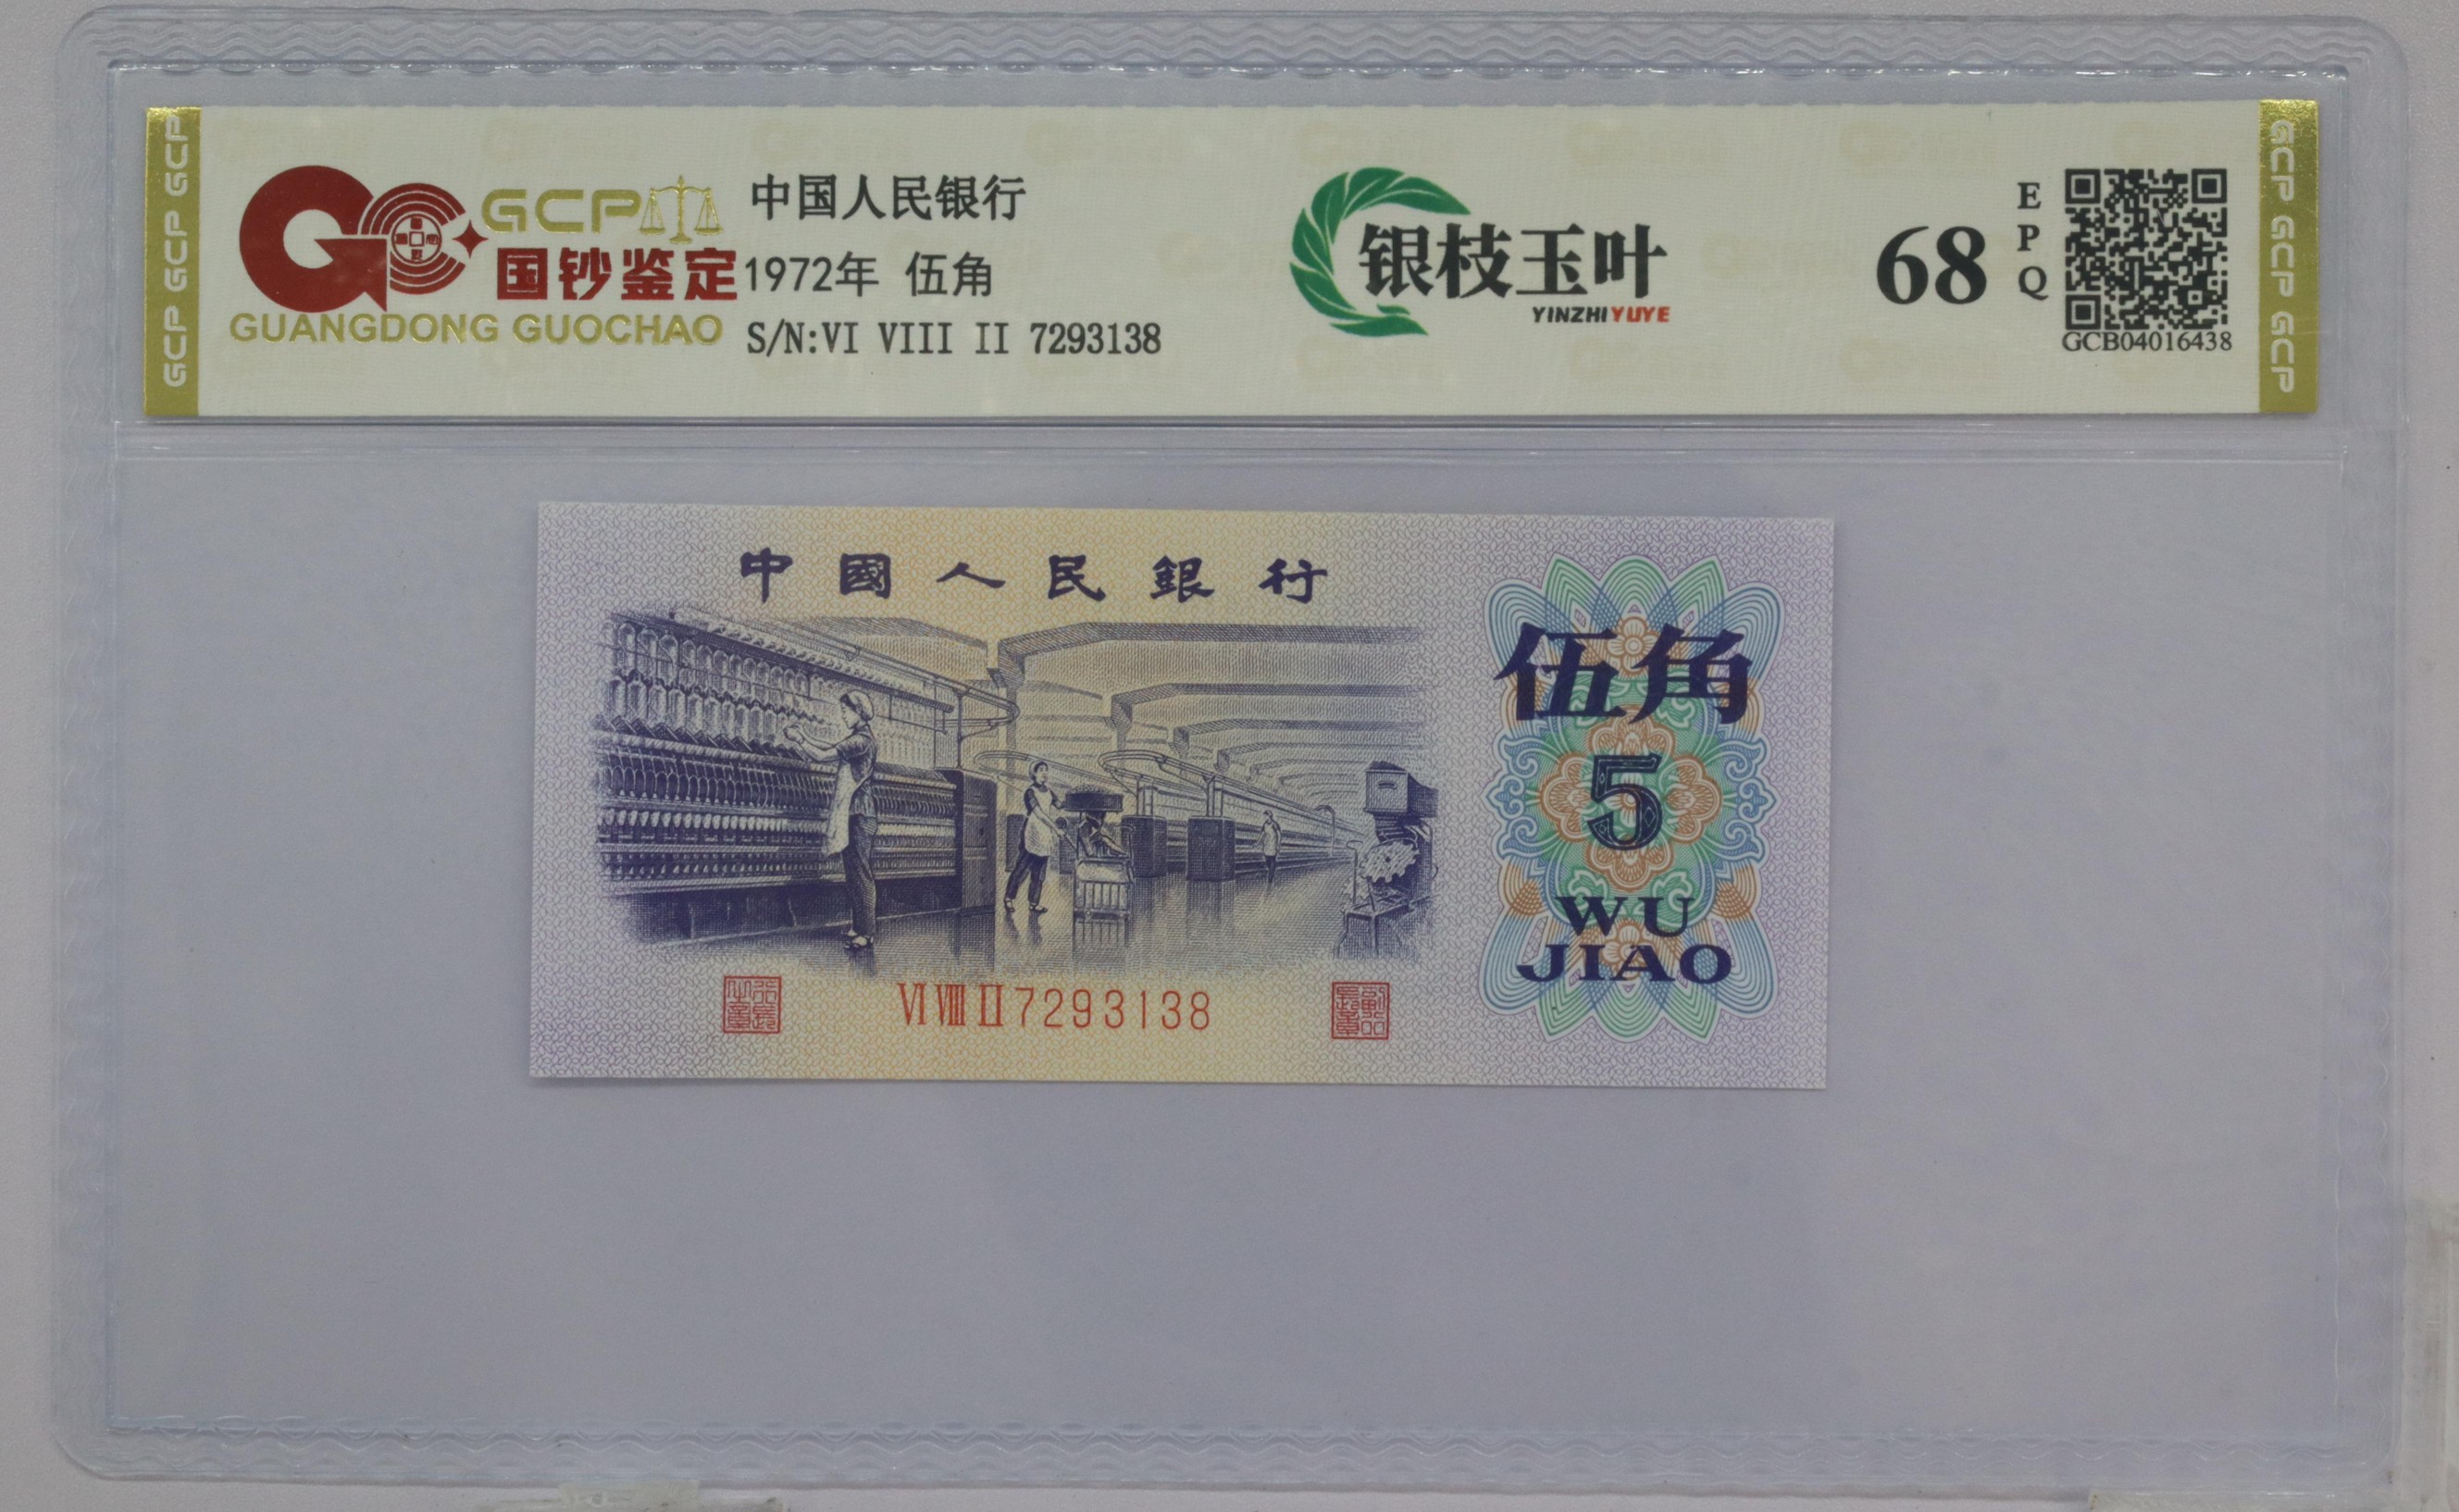 GCP GCP GCP
GCP
国钞鉴定
GUANGDONG GUOCHAO
中国人民银行
1972年 伍角
S/N:VI VIII II 7293138
银枝玉叶
YINZHIYUYE
68
EPQ
GCB04016438
GCP GCP GCP
中國人民銀行
伍角
5
WU
JIAO
VI VIII II 7293138